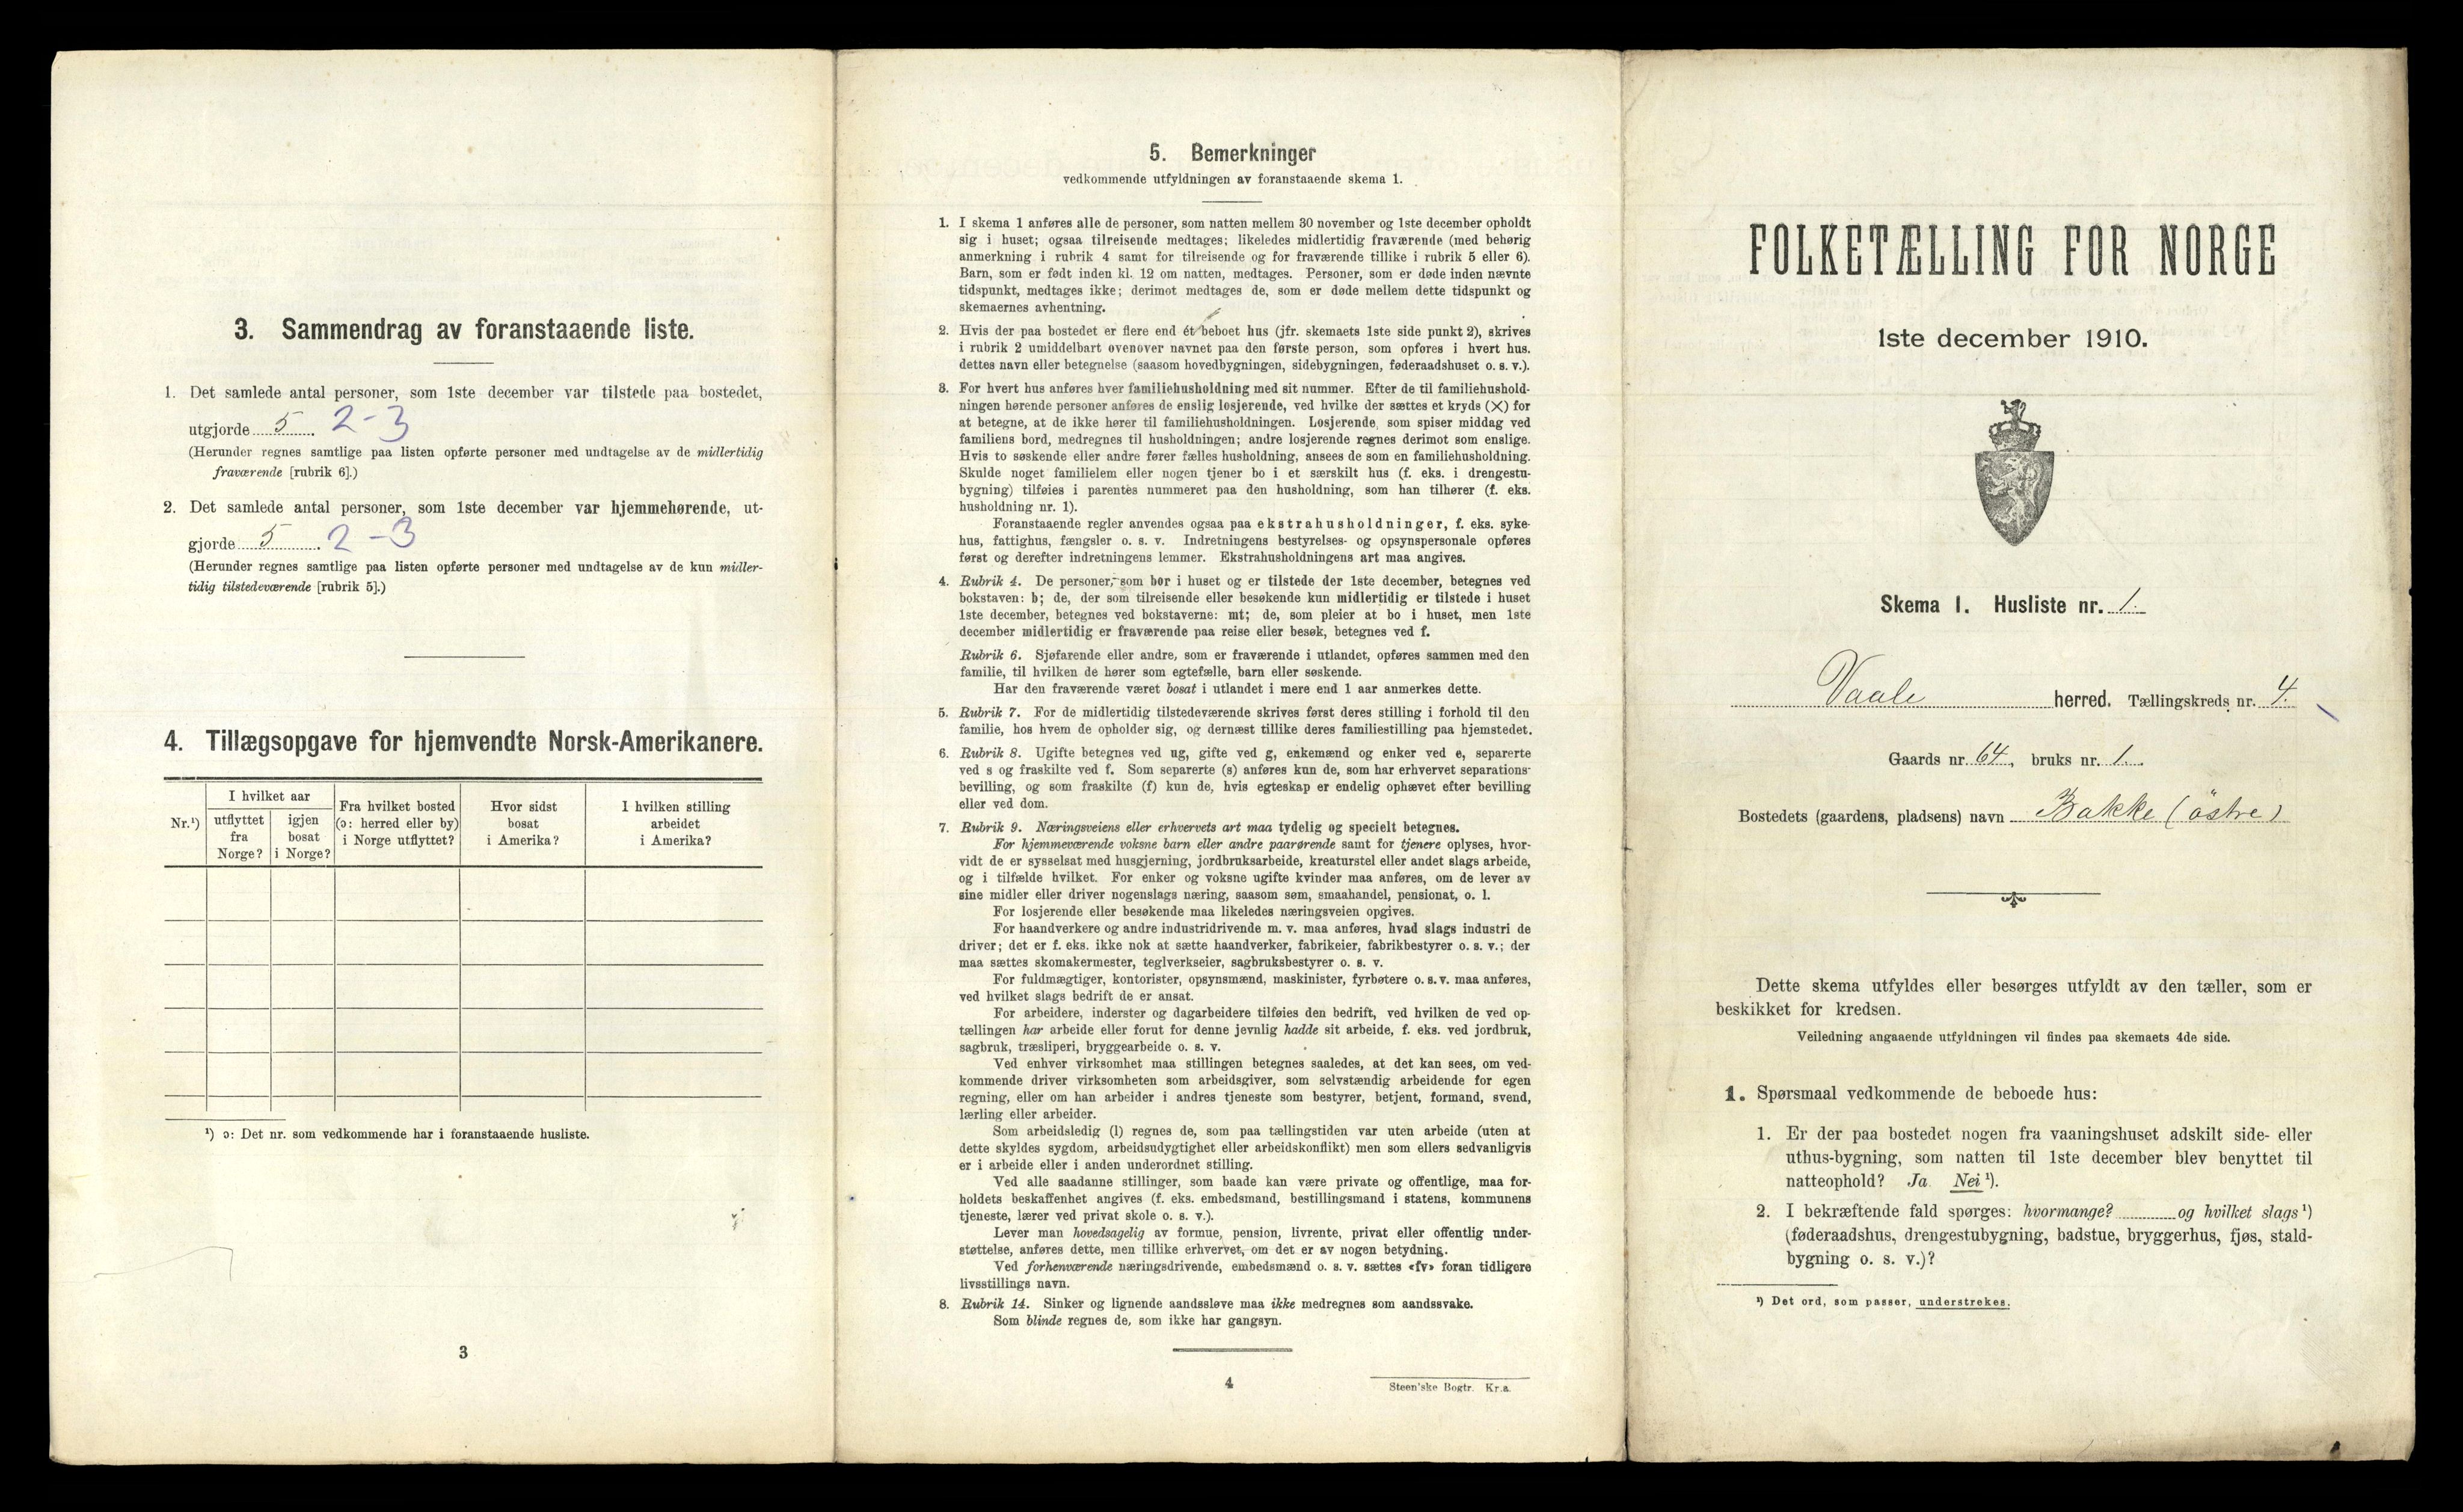 3. Sammendrag av foranstaaende liste.
1. Det samlede antal personer, som 1ste december var tilstede paa bostedet,
utgjorde 5. 2-3
(Herunder regnes samtlige paa listen opførte personer med undtagelse av de midlertidig
fraværende [rubrik 6].)
2. Det samlede antal personer, som 1ste december var hjemmehørende, ut-
gjorde 5. 2-3
(Herunder regnes samtlige paa listen opførte personer med undtagelse av de kun midler-
tidig tilstedeværende [rubrik 5].)
4. Tillægsopgave for hjemvendte Norsk-Amerikanere.
Nr.¹)
I hvilket aar
utflyttet
fra
Norge?
igjen
bosat
i Norge?
Fra hvilket bosted
(ɔ: herred eller by)
i Norge utflyttet?
Hvor sidst
bosat
i Amerika?
I hvilken stilling
arbeidet
i Amerika?
¹) ɔ: Det nr. som vedkommende har i foranstaaende husliste.
3
5. Bemerkninger
vedkommende utfyldningen av foranstaaende skema 1.
1. I skema 1 anføres alle de personer, som natten mellem 30 november og 1ste december opholdt
sig i huset; ogsaa tilreisende medtages; likeledes midlertidig fraværende (med behørig
anmerkning i rubrik 4 samt for tilreisende og for fraværende tillike i rubrik 5 eller 6).
Barn, som er født inden kl. 12 om natten, medtages. Personer, som er døde inden nævnte
tidspunkt, medtages ikke; derimot medtages de, som er døde mellem dette tidspunkt og
skemaernes avhentning.
2. Hvis der paa bostedet er flere end ét beboet hus (jfr. skemaets 1ste side punkt 2), skrives
i rubrik 2 umiddelbart ovenover navnet paa den første person, som opføres i hvert hus.
dettes navn eller betegnelse (saasom hovedbygningen, sidebygningen, føderaadshuset o. s. v.).
3. For hvert hus anføres hver familiehusholdning med sit nummer. Efter de til familiehushold-
ningen hørende personer anføres de enslig losjerende, ved hvilke der sættes et kryds (×) for
at betegne, at de ikke hører til familiehusholdningen. Losjerende, som spiser middag ved
familiens bord, medregnes til husholdningen; andre losjerende regnes derimot som enslige.
Hvis to søskende eller andre fører fælles husholdning, ansees de som en familiehusholdning.
Skulde noget familielem eller nogen tjener bo i et særskilt hus (f. eks. i drengestu-
bygning) tilføies i parentes nummeret paa den husholdning, som han tilhører (f. eks.
husholdning nr. 1).
Foranstaaende regler anvendes ogsaa paa ekstrahusholdninger, f. eks. syke-
hus, fattighus, fængsler o. s. v. Indretningens bestyrelses- og opsynspersonale opføres
først og derefter indretningens lemmer. Ekstrahusholdningens art maa angives.
4. Rubrik 4. De personer, som bor i huset og er tilstede der 1ste december, betegnes ved
bokstaven: b; de, der som tilreisende eller besøkende kun midlertidig er tilstede i huset
1ste december, betegnes ved bokstaverne: mt; de, som pleier at bo i huset, men 1ste
december midlertidig er fraværende paa reise eller besøk, betegnes ved f.
Rubrik 6. Sjøfarende eller andre, som er fraværende i utlandet, opføres sammen med den
familie, til hvilken de hører som egtefælle, barn eller søskende.
Har den fraværende været bosat i utlandet i mere end 1 aar anmerkes dette.
5. Rubrik 7. For de midlertidig tilstedeværende skrives først deres stilling i forhold til den
familie, hos hvem de opholder sig, og dernæst tillike deres familiestilling paa hjemstedet.
6. Rubrik 8. Ugifte betegnes ved ug, gifte ved g, enkemænd og enker ved e, separerte
ved s og fraskilte ved f. Som separerte (s) anføres kun de, som har erhvervet separations-
bevilling, og som fraskilte (f) kun de, hvis egteskap er endelig ophævet efter bevilling
eller ved dom.
7. Rubrik 9. Næringsveiens eller erhvervets art maa tydelig og specielt betegnes.
For hjemmeværende voksne barn eller andre paarørende samt for tjenere oplyses, hvor-
vidt de er sysselsat med husgjerning, jordbruksarbeide, kreaturstel eller andet slags arbeide,
og i tilfælde hvilket. For enker og voksne ugifte kvinder maa anføres, om de lever av
sine midler eller driver nogenslags næring, saasom søm, smaahandel, pensionat, o. l.
For losjerende eller besøkende maa likeledes næringsveien opgives.
For haandverkere og andre industridrivende m. v. maa anføres, hvad slags industri de
driver; det er f. eks. ikke nok at sætte haandverker, fabrikeier, fabrikbestyrer o. s. v.; der
maa sættes skomakermester, teglverkseier, sagbruksbestyrer o. s. v.
For fuldmægtiger, kontorister, opsynsmænd, maskinister, fyrbøtere o. s. v. maa anføres,
ved hvilket slags bedrift de er ansat.
For arbeidere, inderster og dagarbeidere tilføies den bedrift, ved hvilken de ved op-
tællingen har arbeide eller forut for denne jevnlig hadde sit arbeide, f. eks. ved jordbruk,
sagbruk, træsliperi, bryggearbeide o. s. v.
Ved enhver virksomhet maa stillingen betegnes saaledes, at det kan sees, om ved-
kommende driver virksomheten som arbeidsgiver, som selvstændig arbeidende for egen
regning, eller om han arbeider i andres tjeneste som bestyrer, betjent, formand, svend,
lærling eller arbeider.
Som arbeidsledig (l) regnes de, som paa tællingstiden var uten arbeide (uten at
dette skyldes sygdom, arbeidsudygtighet eller arbeidskonflikt) men som ellers sedvanligvis
er i arbeide eller i anden underordnet stilling.
Ved alle saadanne stillinger, som baade kan være private og offentlige, maa for-
holdets beskaffenhet angives (f. eks. embedsmand, bestillingsmand i statens, kommunens
tjeneste, lærer ved privat skole o. s. v.).
Lever man hovedsagelig av formue, pension, livrente, privat eller offentlig under-
støttelse, anføres dette, men tillike erhvervet, om det er av nogen betydning.
Ved forhenværende næringsdrivende, embedsmænd o. s. v. sættes «fv» foran tidligere
livsstillings navn.
8. Rubrik 14. Sinker og lignende aandssløve maa ikke medregnes som aandssvake.
Som blinde regnes de, som ikke har gangsyn.
4
Steen'ske Bogtr. Kr.a.
FOLKETÆLLING FOR NORGE
1ste december 1910.
Skema 1. Husliste nr. 1.
Vaale herred. Tællingskreds nr. 4.
Gaards nr. 64, bruks nr. 1.
Bostedets (gaardens, pladsens) navn Bakke (östre)
Dette skema utfyldes eller besørges utfyldt av den tæller, som er
beskikket for kredsen.
Veiledning angaaende utfyldningen vil findes paa skemaets 4de side.
1. Spørsmaal vedkommende de beboede hus:
1. Er der paa bostedet nogen fra vaaningshuset adskilt side- eller
uthus-bygning, som natten til 1ste december blev benyttet til
natteophold? Ja Nei ¹).
2. I bekræftende fald spørges: hvormange? og hvilket slags ¹)
(føderaadshus, drengestubygning, badstue, bryggerhus, fjøs, stald-
bygning o. s. v.)?
¹) Det ord, som passer, understrekes.